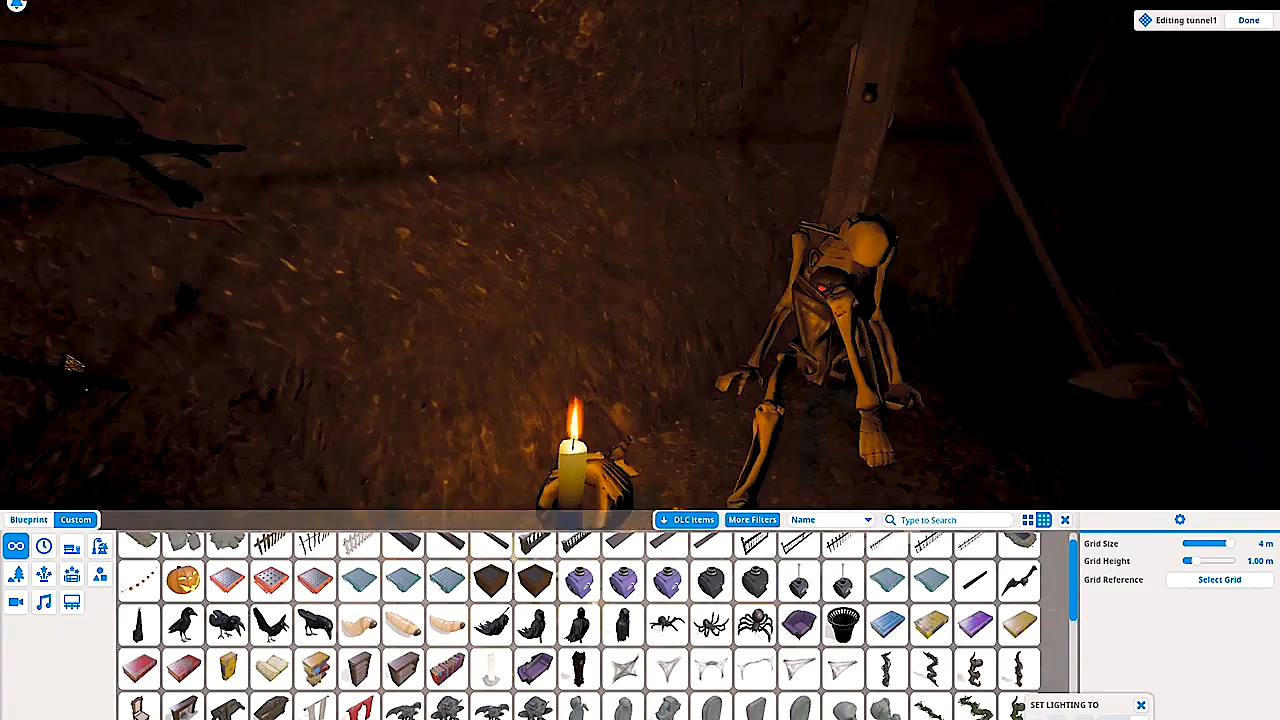 Editing tunnel1 Done
Blueprint Custom DLC Items More Filters Name Type to Search
Grid Size 4 m
Grid Height 1.00 m
Grid Reference Select Grid
SET LIGHTING TO